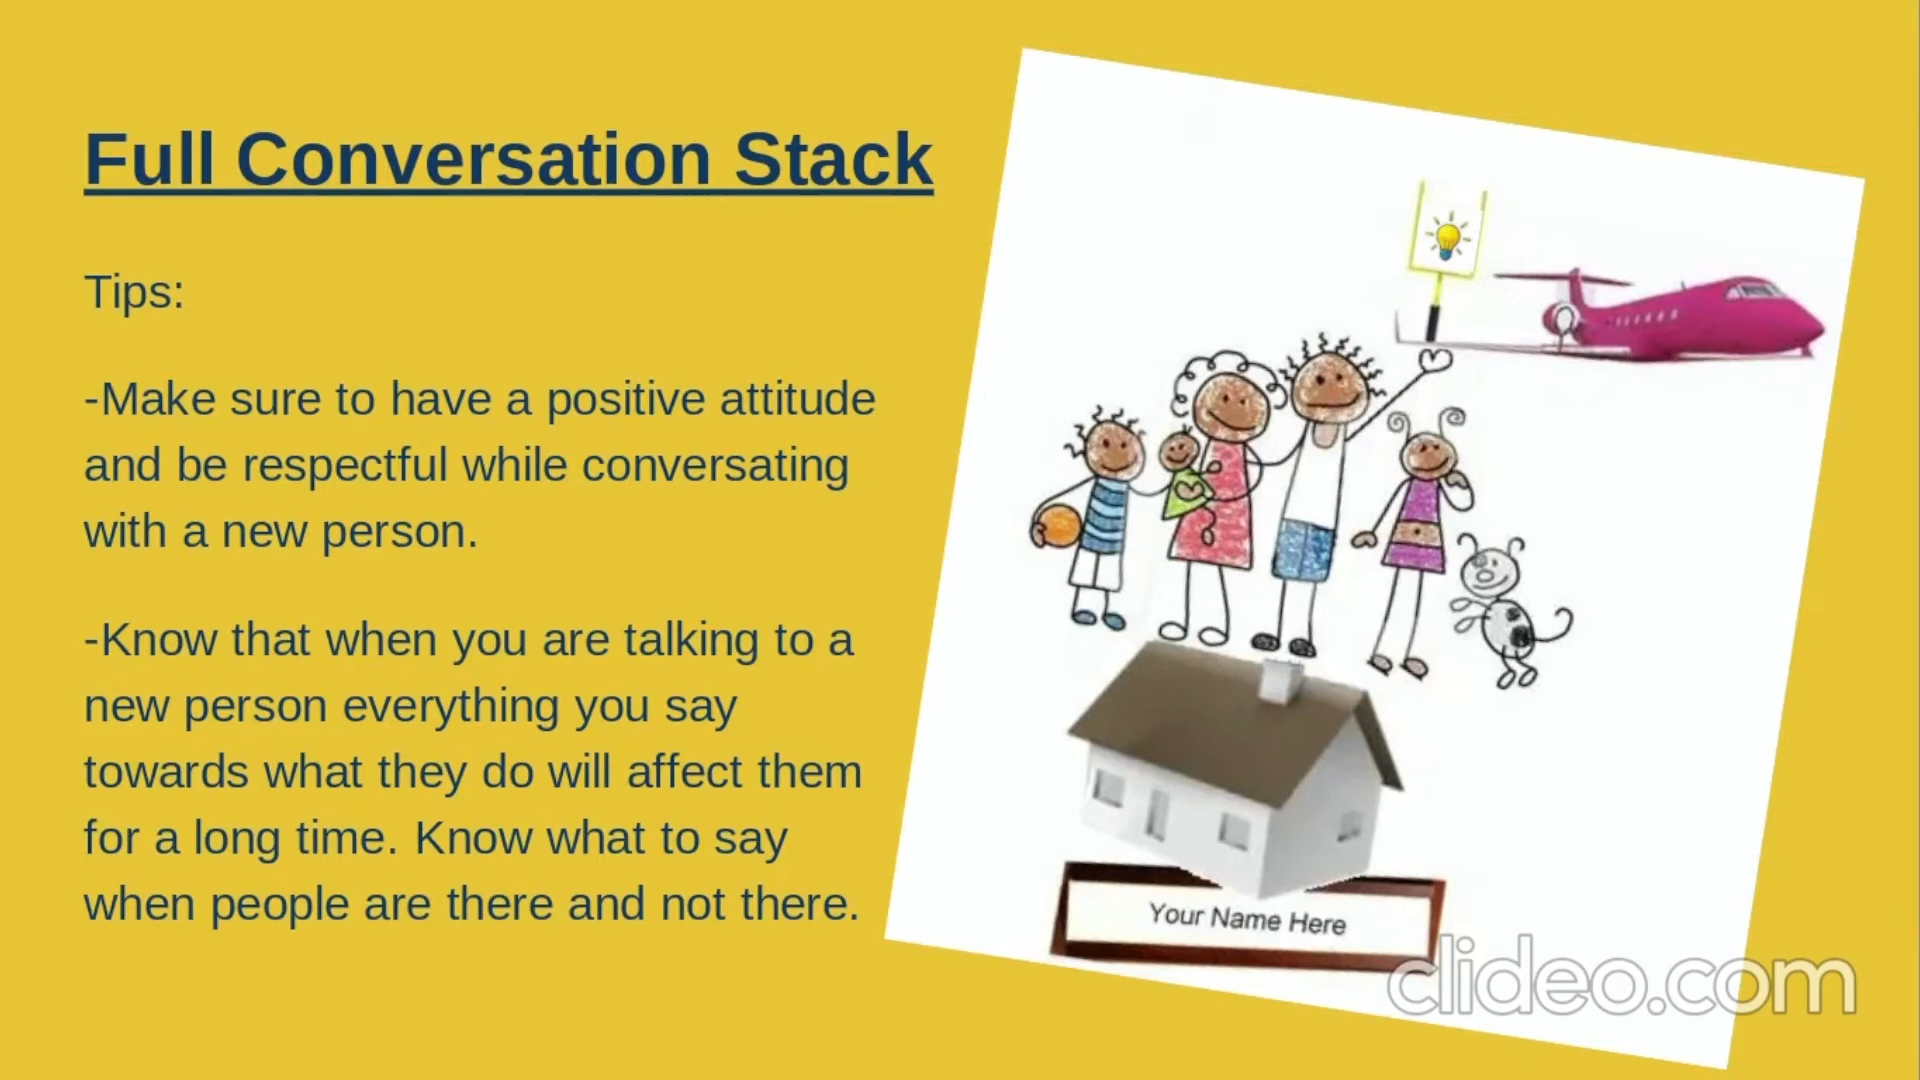 Full Conversation Stack
Tips:
-Make sure to have a positive attitude
and be respectful while conversating
with a new person.
-Know that when you are talking to a
new person everything you say
towards what they do will affect them
for a long time. Know what to say
when people are there and not there.
Your Name Here
clideo.com